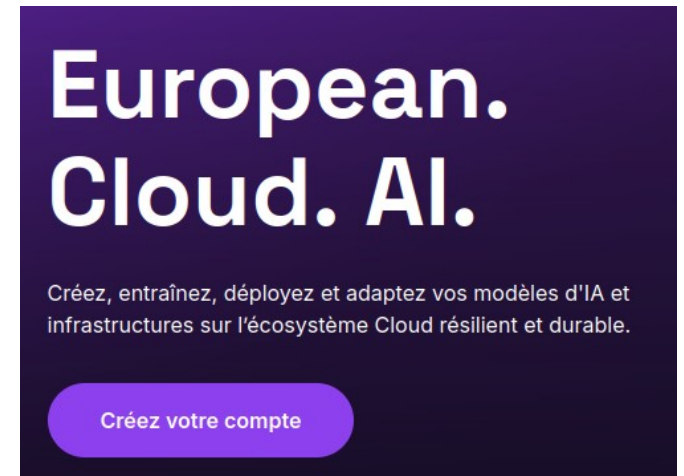 European.
Cloud. AI.
Créez, entraînez, déployez et adaptez vos modèles d'IA et
infrastructures sur l’écosystème Cloud résilient et durable.
Créez votre compte